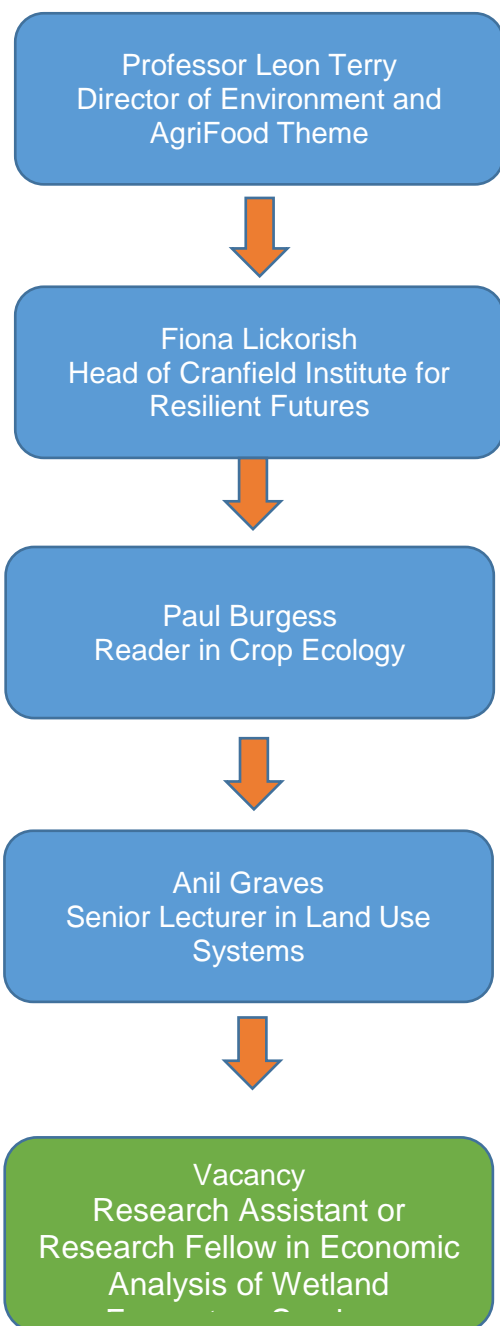 Professor Leon Terry
Director of Environment and
AgriFood Theme
Fiona Lickorish
Head of Cranfield Institute for
Resilient Futures
Paul Burgess
Reader in Crop Ecology
Anil Graves
Senior Lecturer in Land Use
Systems
Vacancy
Research Assistant or
Research Fellow in Economic
Analysis of Wetland